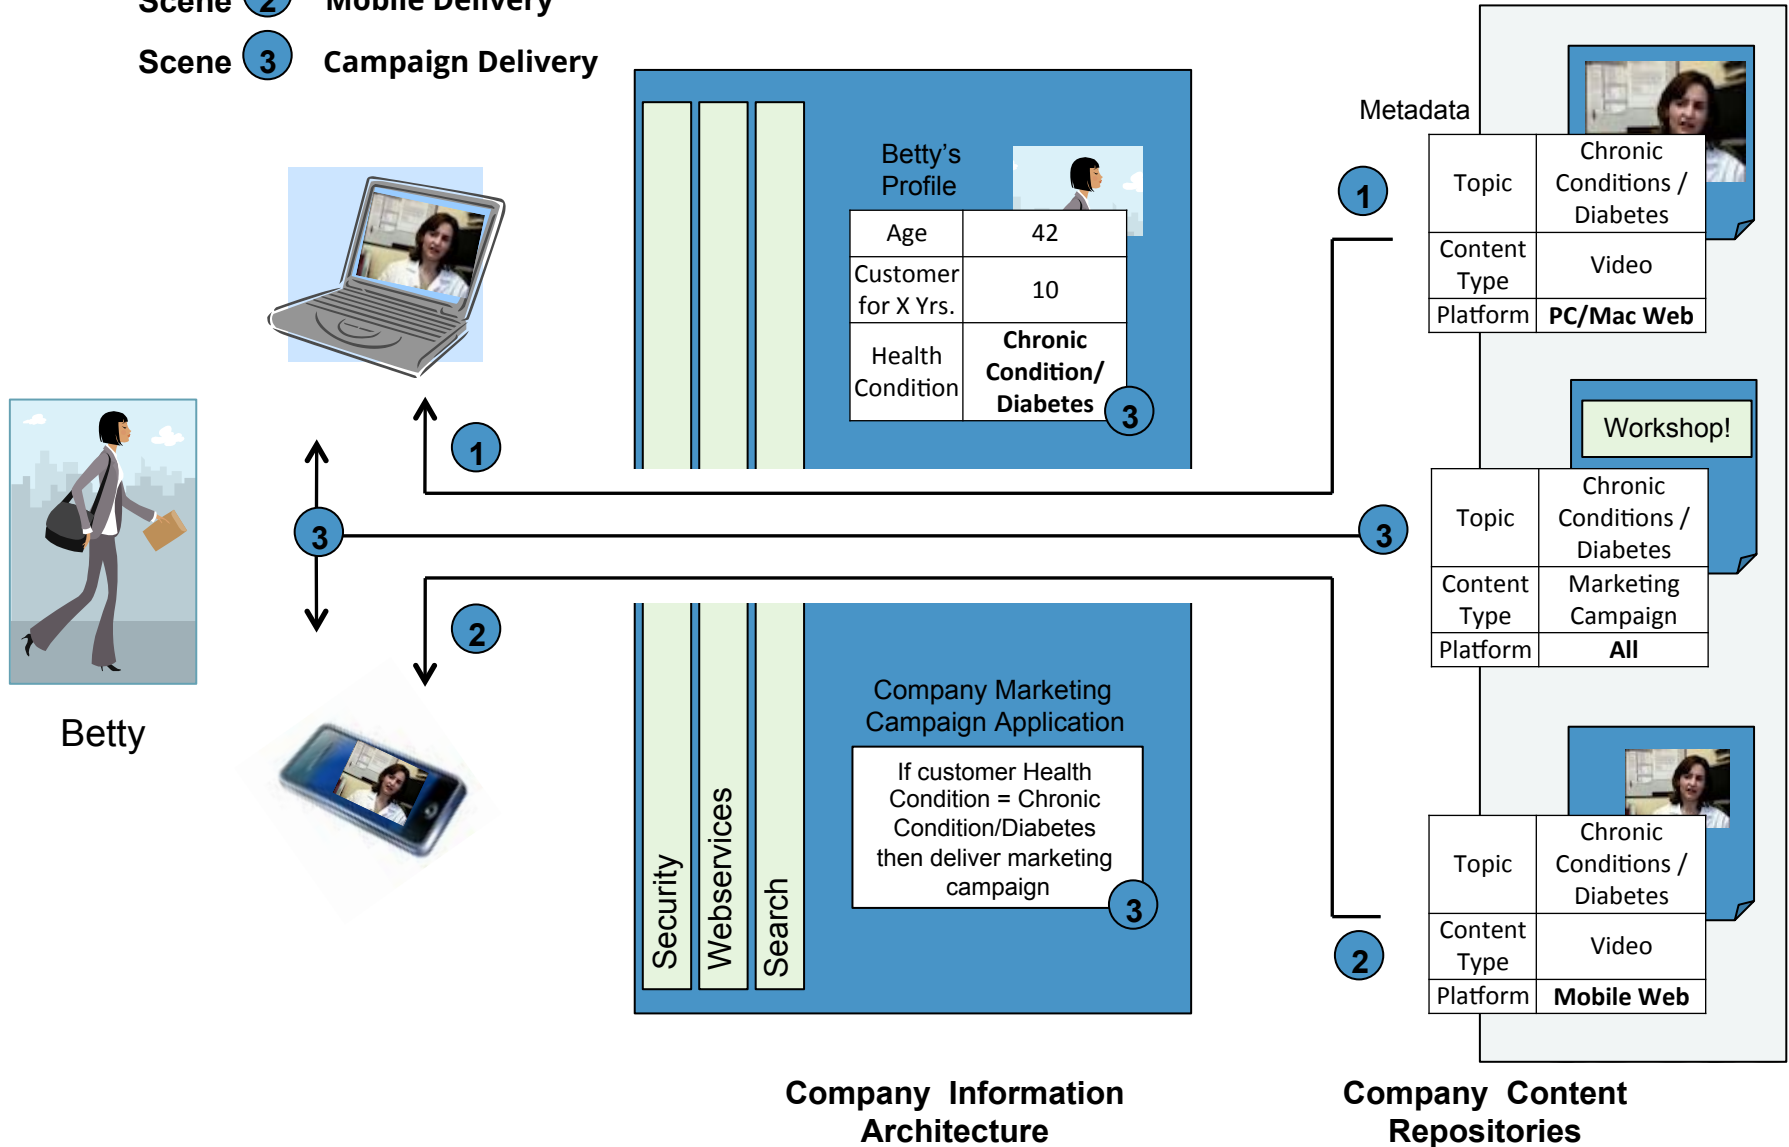 Scene 2 Mobile Delivery
Scene 3 Campaign Delivery
Betty
Security
Webservices
Search
Betty's
Profile
Age 42
Customer
for X Yrs.
10
Health
Condition
Chronic
Condition/
Diabetes
3
1
3
2
Company Marketing
Campaign Application
If customer Health
Condition = Chronic
Condition/Diabetes
then deliver marketing
campaign
3
Company Information
Architecture
Metadata
1
Topic
Chronic
Conditions /
Diabetes
Content
Type
Video
Platform PC/Mac Web
Workshop!
3
Topic
Chronic
Conditions /
Diabetes
Content
Type
Marketing
Campaign
Platform All
2
Topic
Chronic
Conditions /
Diabetes
Content
Type
Video
Platform Mobile Web
Company Content
Repositories